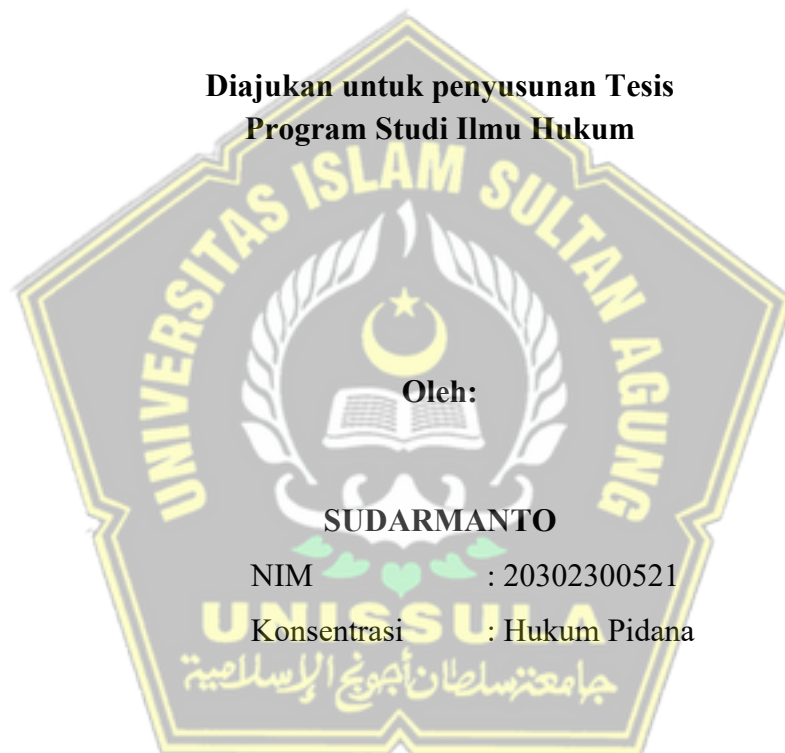 Diajukan untuk penyusunan Tesis
Program Studi Ilmu Hukum
UNIVERSITAS ISLAM SULTAN AGUNG
Oleh:
SUDARMANTO
NIM : 20302300521
Konsentrasi : Hukum Pidana
UNISSULA
جامعة سلطان أجونج الإسلامية